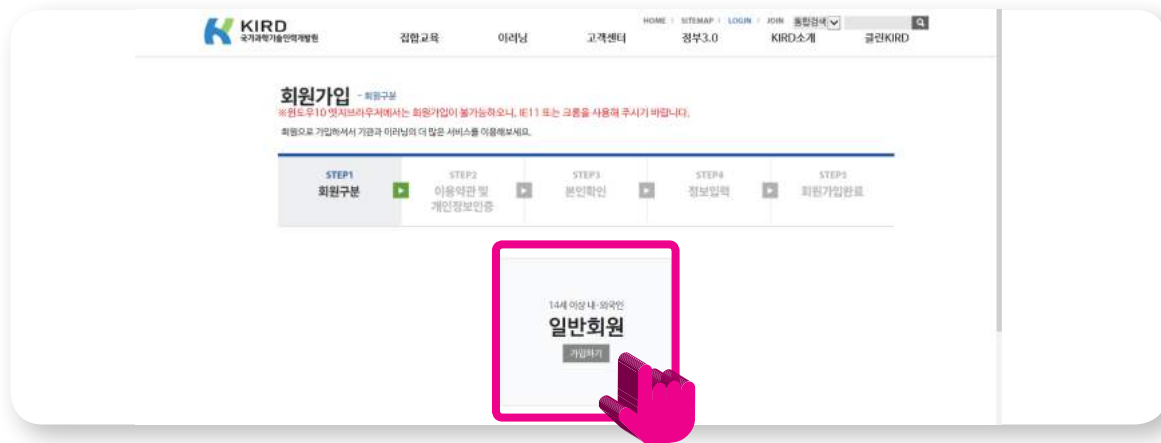 KIRD
국가과학기술인력개발원
HOME | SITEMAP | LOGIN | JOIN 통합검색
집합교육 이러닝 고객센터 정부3.0 KIRD소개 클린KIRD
회원가입 - 회원구분
※윈도우10 엣지브라우저에서는 회원가입이 불가능하오니, IE11 또는 크롬을 사용해 주시기 바랍니다.
회원으로 가입하셔서 기관과 이러닝의 더 많은 서비스를 이용해보세요.
STEP1
회원구분
STEP2
이용약관 및
개인정보인증
STEP3
본인확인
STEP4
정보입력
STEP5
회원가입완료
14세 이상 내·외국인
일반회원
가입하기